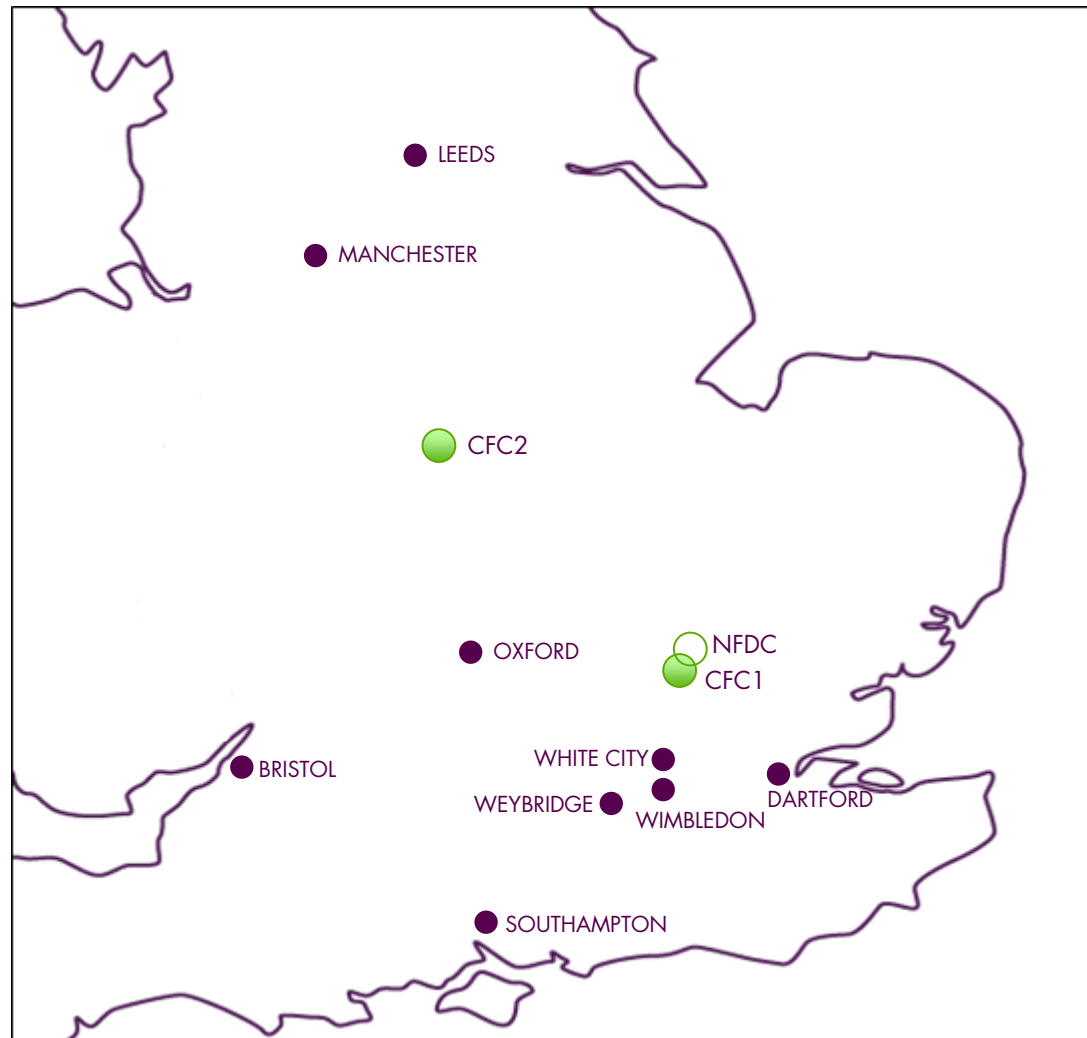 LEEDS
MANCHESTER
CFC2
NFDC
OXFORD
CFC1
WHITE CITY
BRISTOL
DARTFORD
WEYBRIDGE
WIMBLEDON
SOUTHAMPTON